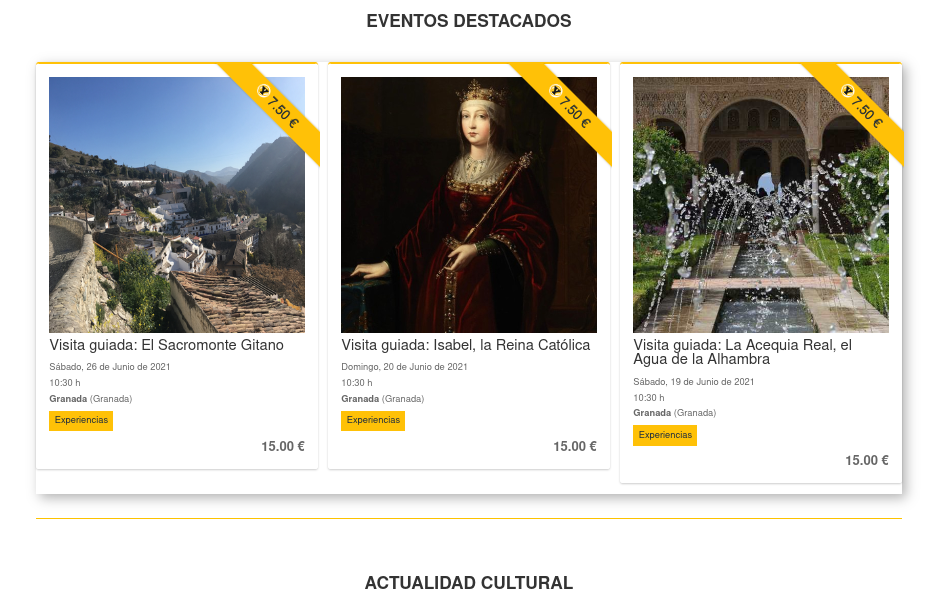 EVENTOS DESTACADOS
7.50 €
Visita guiada: El Sacromonte Gitano
Sábado, 26 de Junio de 2021
10:30 h
Granada (Granada)
Experiencias
15.00 €
7.50 €
Visita guiada: Isabel, la Reina Católica
Domingo, 20 de Junio de 2021
10:30 h
Granada (Granada)
Experiencias
15.00 €
7.50 €
Visita guiada: La Acequia Real, el
Agua de la Alhambra
Sábado, 19 de Junio de 2021
10:30 h
Granada (Granada)
Experiencias
15.00 €
ACTUALIDAD CULTURAL